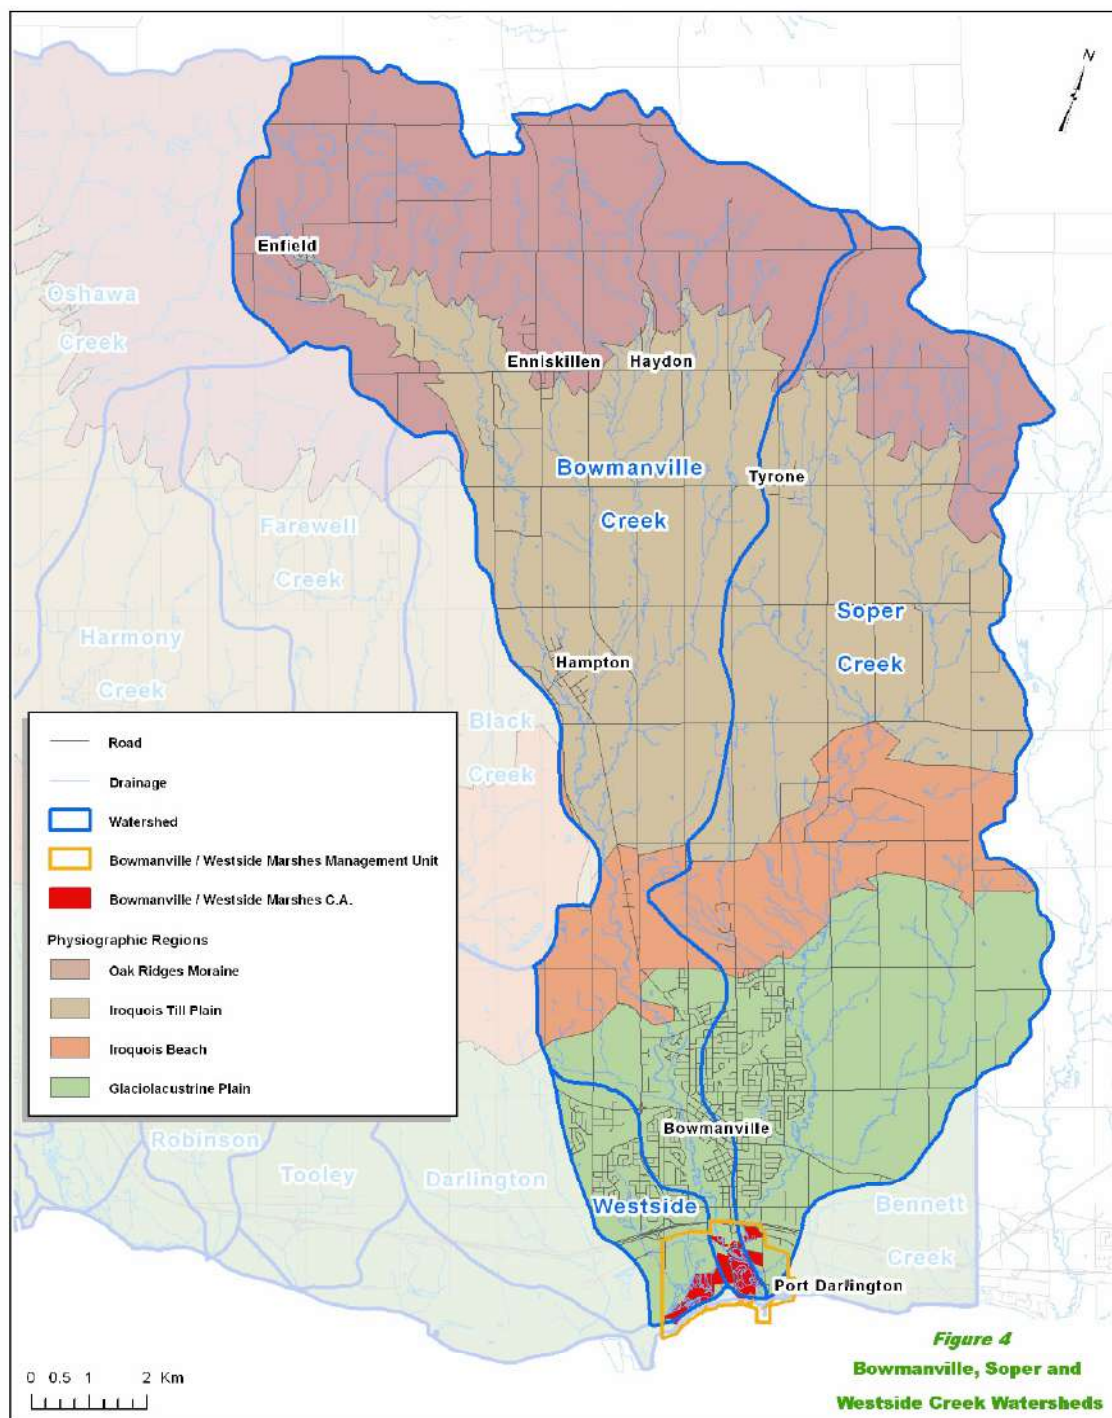 N
Enfield
Oshawa
Creek
Enniskillen
Haydon
Bowmanville
Creek
Tyrone
Farewell
Creek
Soper
Creek
Harmony
Creek
Hampton
Black
Creek
Road
Drainage
Watershed
Bowmanville / Westside Marshes Management Unit
Bowmanville / Westside Marshes C.A.
Physiographic Regions
Oak Ridges Moraine
Iroquois Till Plain
Iroquois Beach
Glaciolacustrine Plain
Bowmanville
Robinson
Tooley
Darlington
Westside
Bennett
Creek
Port Darlington
Figure 4
Bowmanville, Soper and
Westside Creek Watersheds
0 0.5 1 2 Km